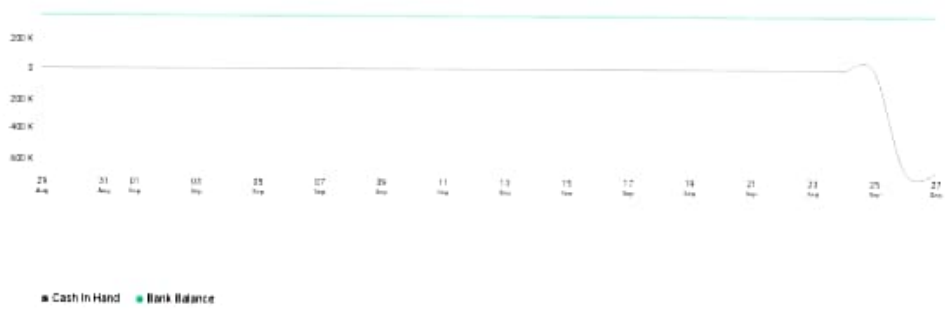 200 K
0
200 K
-400 K
600 K
29 31 01 03 05 07 09 11 13 15 17 19 21 23 25 27
Aug Aug Sep Sep Sep Sep Sep Sep Sep Sep Sep Sep Sep Sep Sep Sep
Cash In Hand Bank Balance